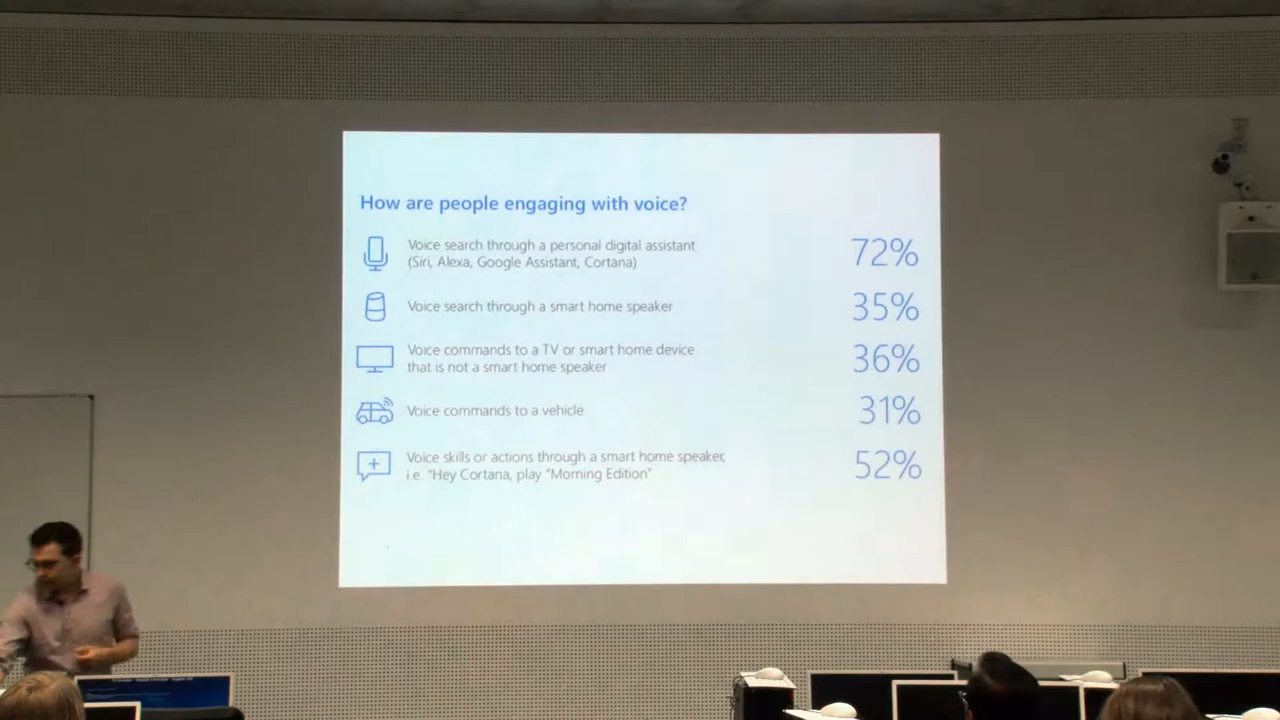 How are people engaging with voice?
Voice search through a personal digital assistant
(Siri, Alexa, Google Assistant, Cortana)
72%
Voice search through a smart home speaker
35%
Voice commands to a TV or smart home device
that is not a smart home speaker
36%
Voice commands to a vehicle
31%
Voice skills or actions through a smart home speaker,
i.e. "Hey Cortana, play "Morning Edition"
52%